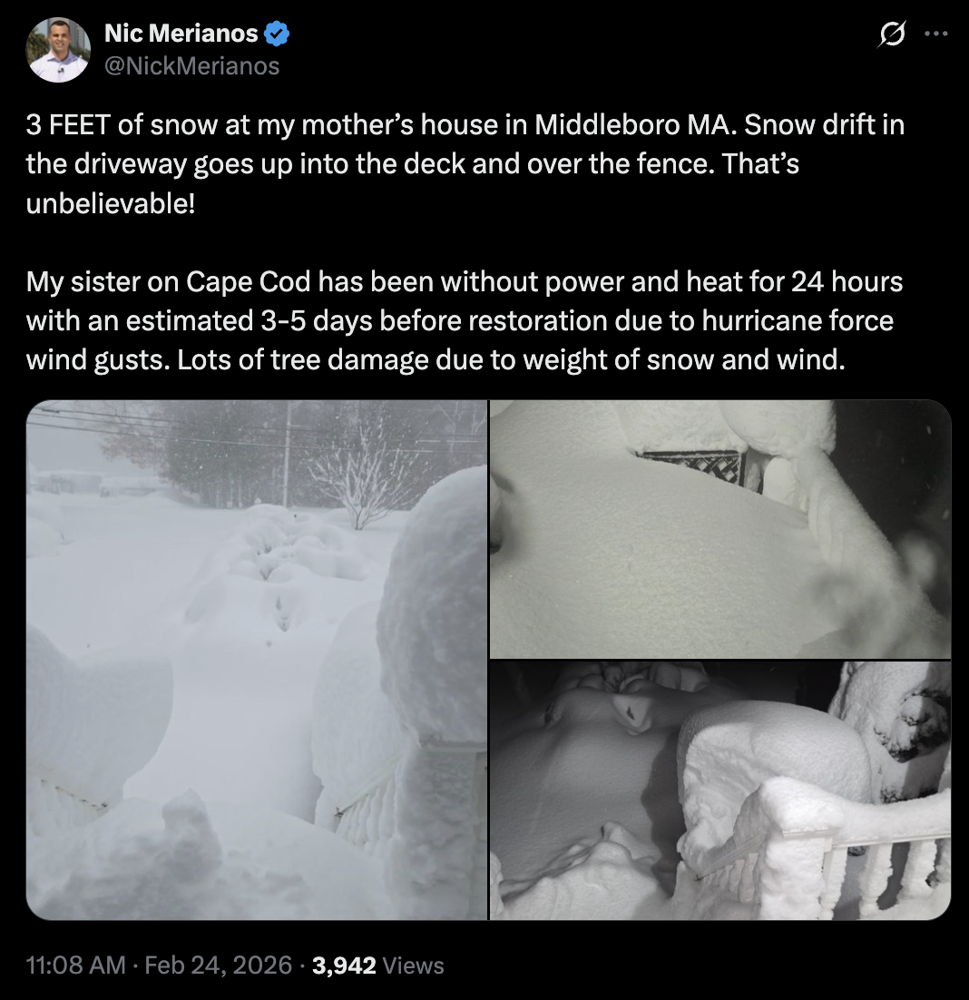 Nic Merianos
@NickMerianos
3 FEET of snow at my mother’s house in Middleboro MA. Snow drift in
the driveway goes up into the deck and over the fence. That’s
unbelievable!
My sister on Cape Cod has been without power and heat for 24 hours
with an estimated 3-5 days before restoration due to hurricane force
wind gusts. Lots of tree damage due to weight of snow and wind.
11:08 AM · Feb 24, 2026 · 3,942 Views